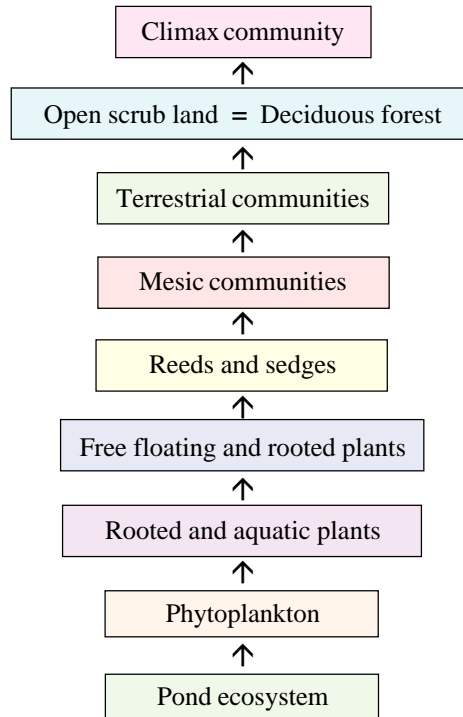 Climax community
Open scrub land = Deciduous forest
Terrestrial communities
Mesic communities
Reeds and sedges
Free floating and rooted plants
Rooted and aquatic plants
Phytoplankton
Pond ecosystem